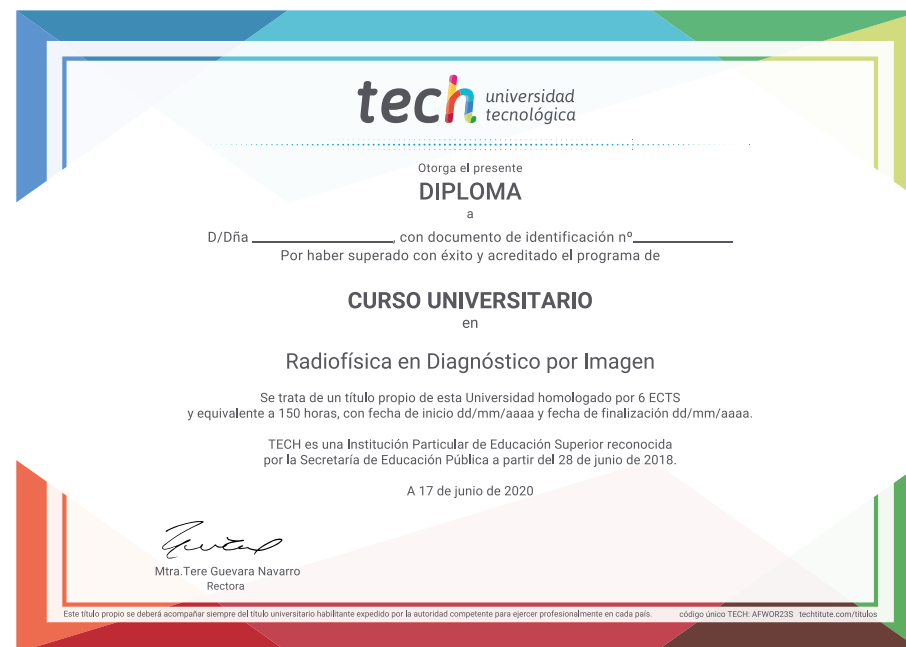 tech universidad
tecnológica
Otorga el presente
DIPLOMA
a
D/Dña ____________________, con documento de identificación nº______________
Por haber superado con éxito y acreditado el programa de
CURSO UNIVERSITARIO
en
Radiofísica en Diagnóstico por Imagen
Se trata de un título propio de esta Universidad homologado por 6 ECTS
y equivalente a 150 horas, con fecha de inicio dd/mm/aaaa y fecha de finalización dd/mm/aaaa.
TECH es una Institución Particular de Educación Superior reconocida
por la Secretaría de Educación Pública a partir del 28 de junio de 2018.
A 17 de junio de 2020
Mtra.Tere Guevara Navarro
Rectora
Este título propio se deberá acompañar siempre del título universitario habilitante expedido por la autoridad competente para ejercer profesionalmente en cada país. código único TECH: AFWOR23S techtitute.com/títulos